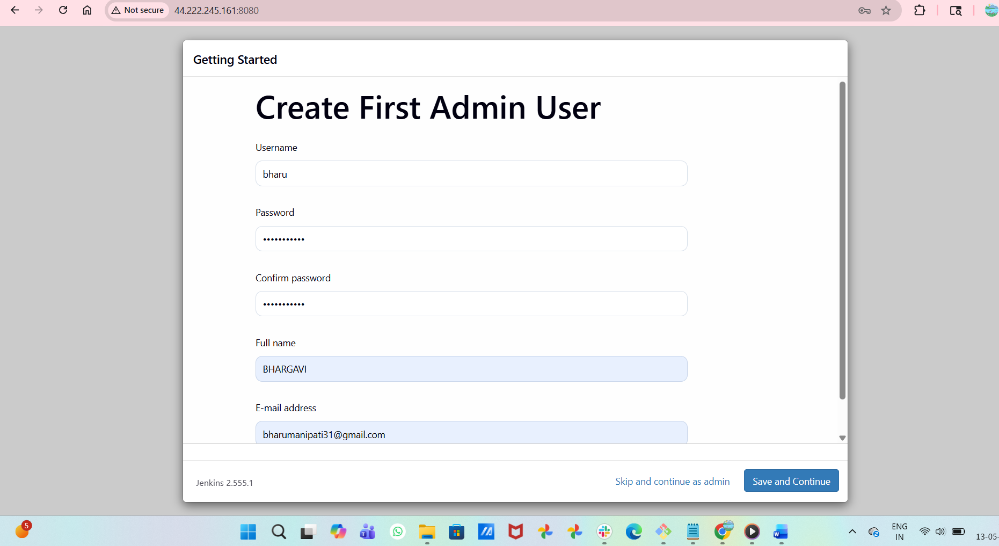 Not secure 44.222.245.161:8080
Getting Started
Create First Admin User
Username
bharu
Password
•••••••••••
Confirm password
•••••••••••
Full name
BHARGAVI
E-mail address
bharumanipati31@gmail.com
Jenkins 2.555.1
Skip and continue as admin
Save and Continue
5
ENG
IN
13-05-